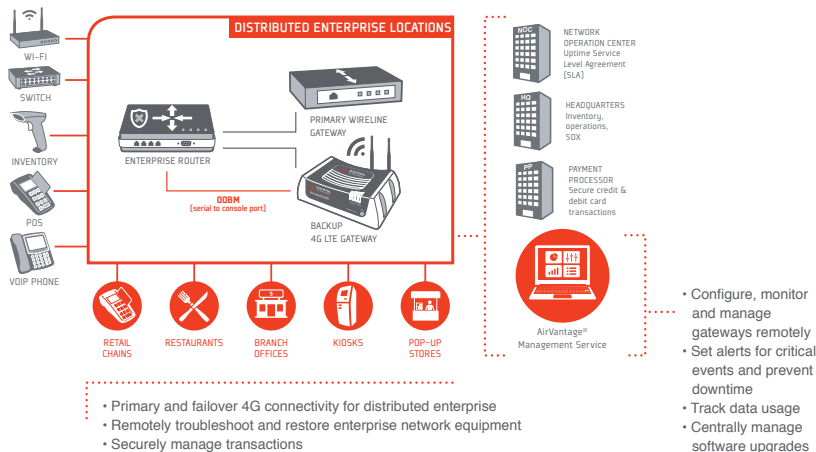 DISTRIBUTED ENTERPRISE LOCATIONS
WI-FI
SWITCH
INVENTORY
POS
VOIP PHONE
PRIMARY WIRELINE
GATEWAY
ENTERPRISE ROUTER
OOBM
(serial to console port)
BACKUP
4G LTE GATEWAY
RETAIL
CHAINS
RESTAURANTS
BRANCH
OFFICES
KIOSKS
POP-UP
STORES
NOC
NETWORK
OPERATION CENTER
Uptime Service
Level Agreement
(SLA)
HQ
HEADQUARTERS
Inventory,
operations,
SOX
PP
PAYMENT
PROCESSOR
Secure credit &
debit card
transactions
AirVantage®
Management Service
• Configure, monitor
and manage
gateways remotely
• Set alerts for critical
events and prevent
downtime
• Track data usage
• Centrally manage
software upgrades
• Primary and failover 4G connectivity for distributed enterprise
• Remotely troubleshoot and restore enterprise network equipment
• Securely manage transactions